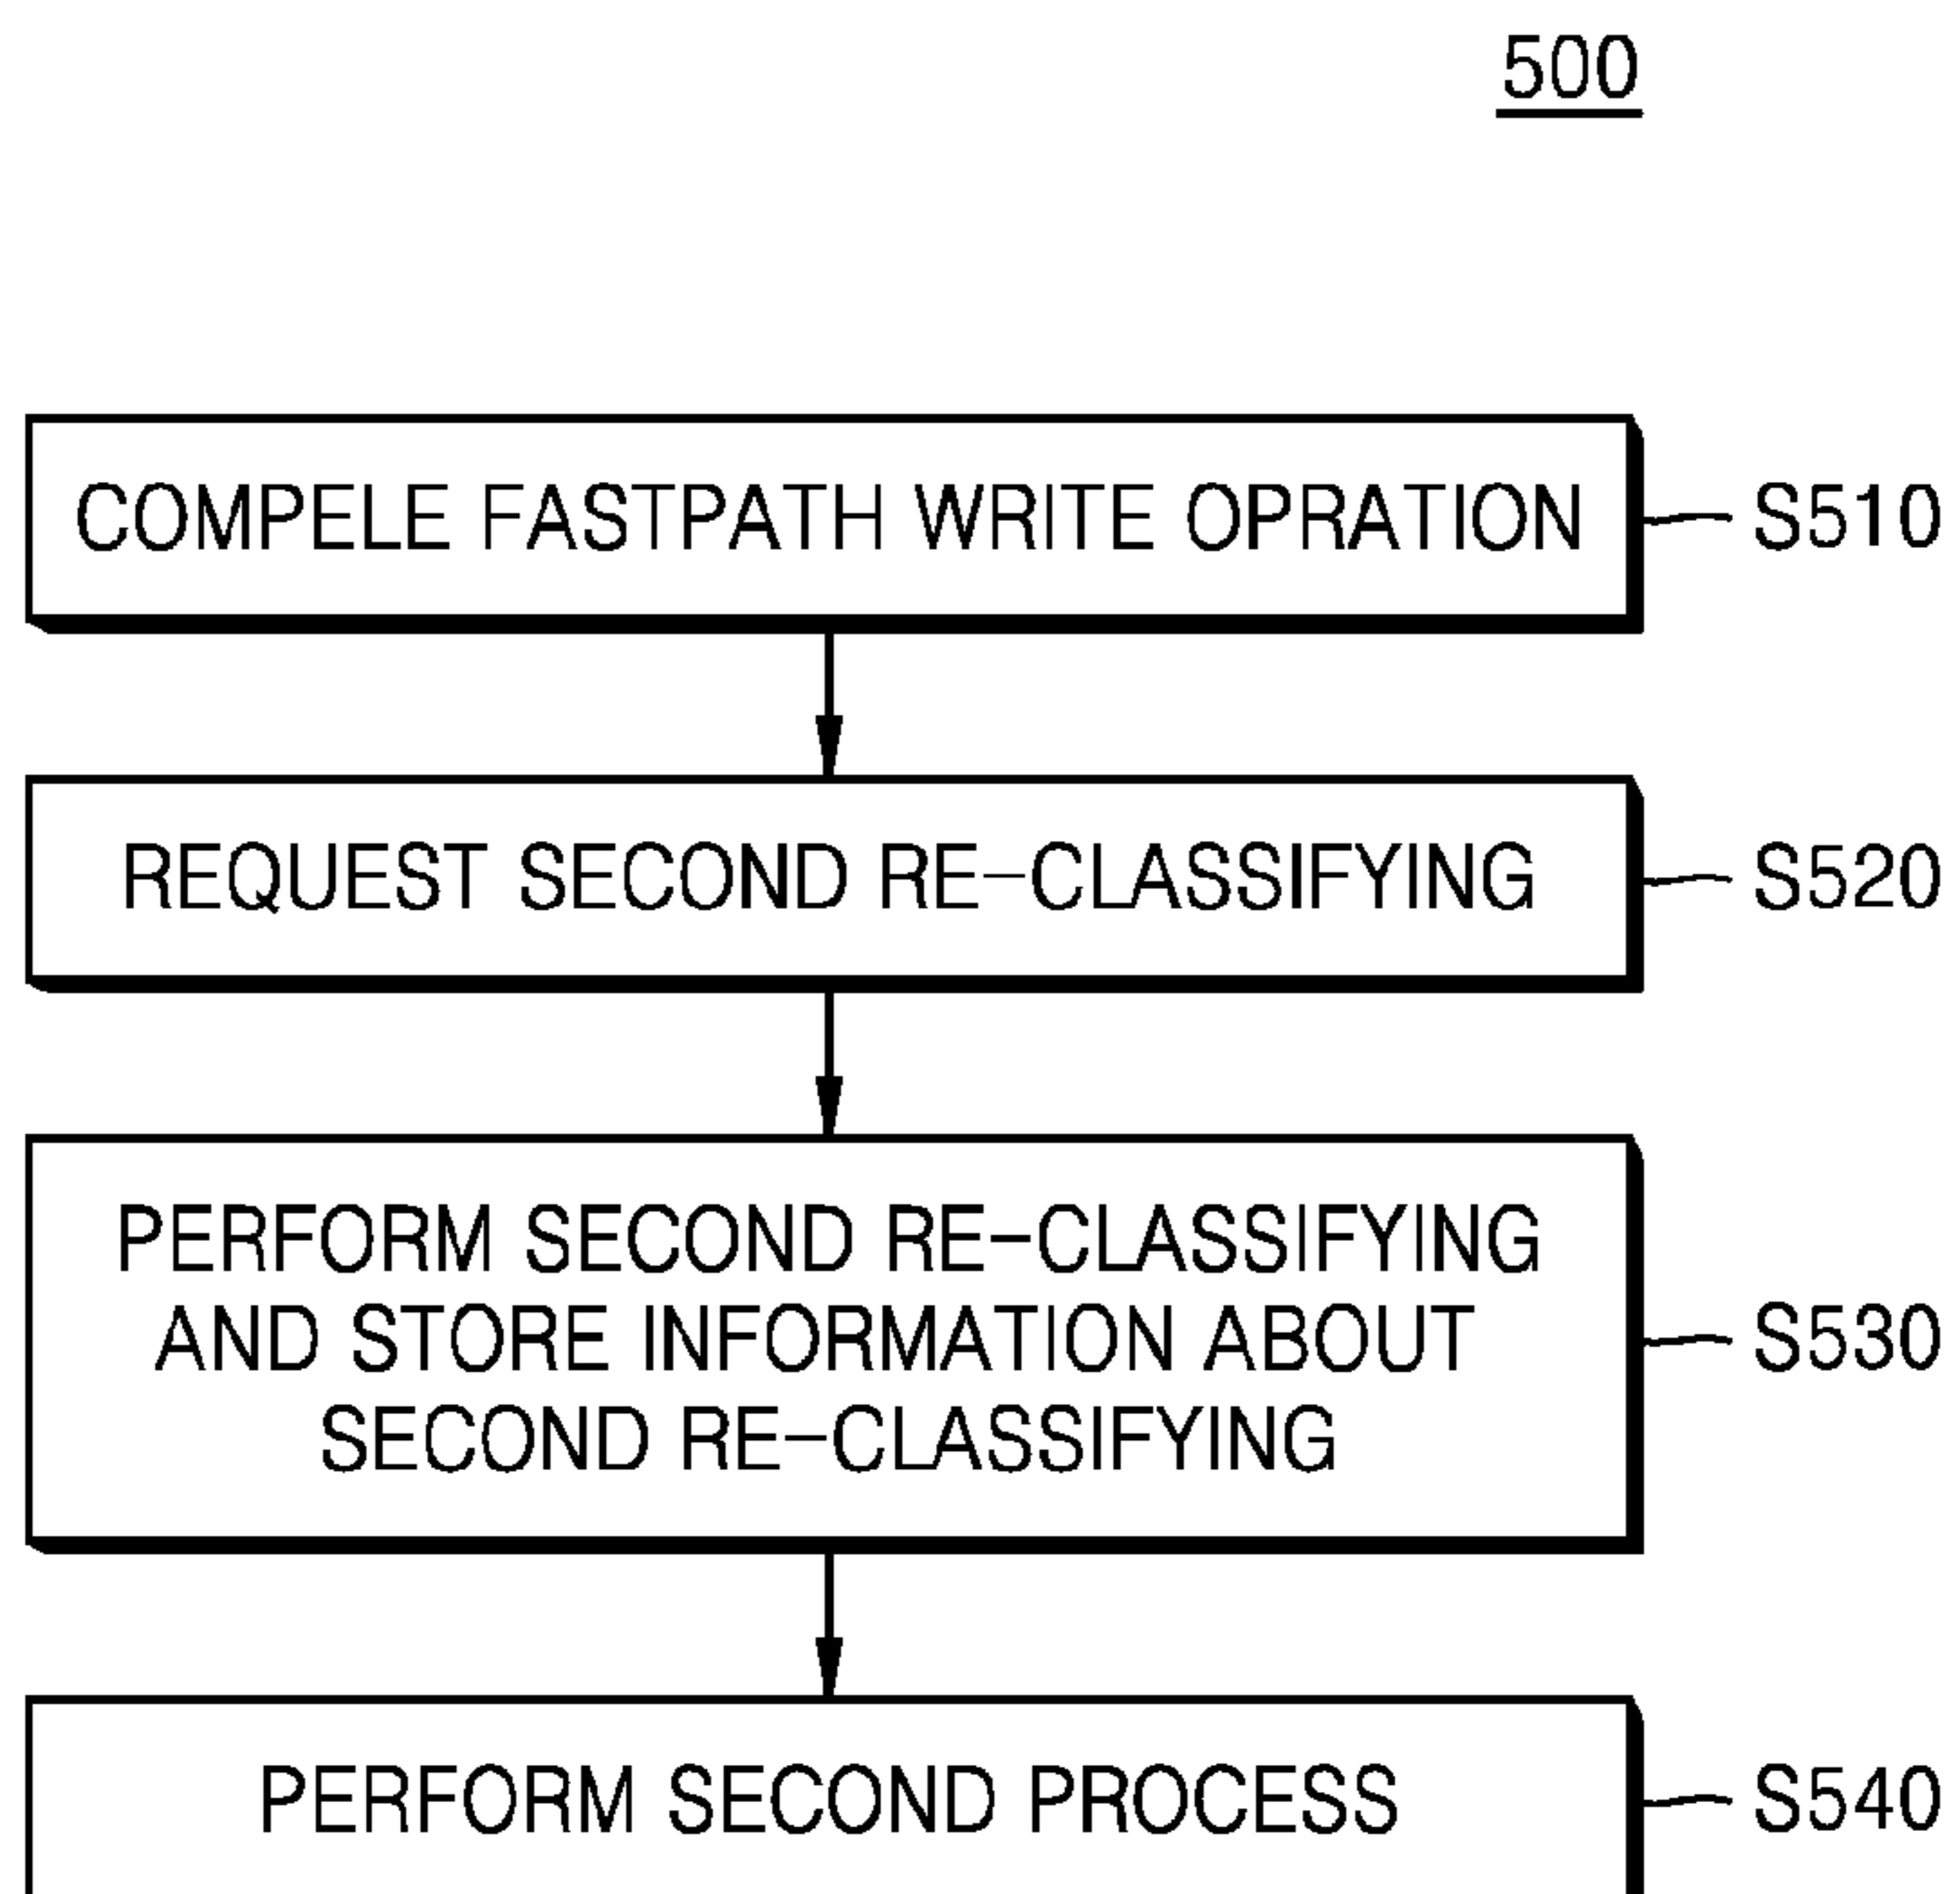 500
COMPELE FASTPATH WRITE OPRATION
S510
REQUEST SECOND RE-CLASSIFYING
S520
PERFORM SECOND RE-CLASSIFYING
AND STORE INFORMATION ABOUT
SECOND RE-CLASSIFYING
S530
PERFORM SECOND PROCESS
S540